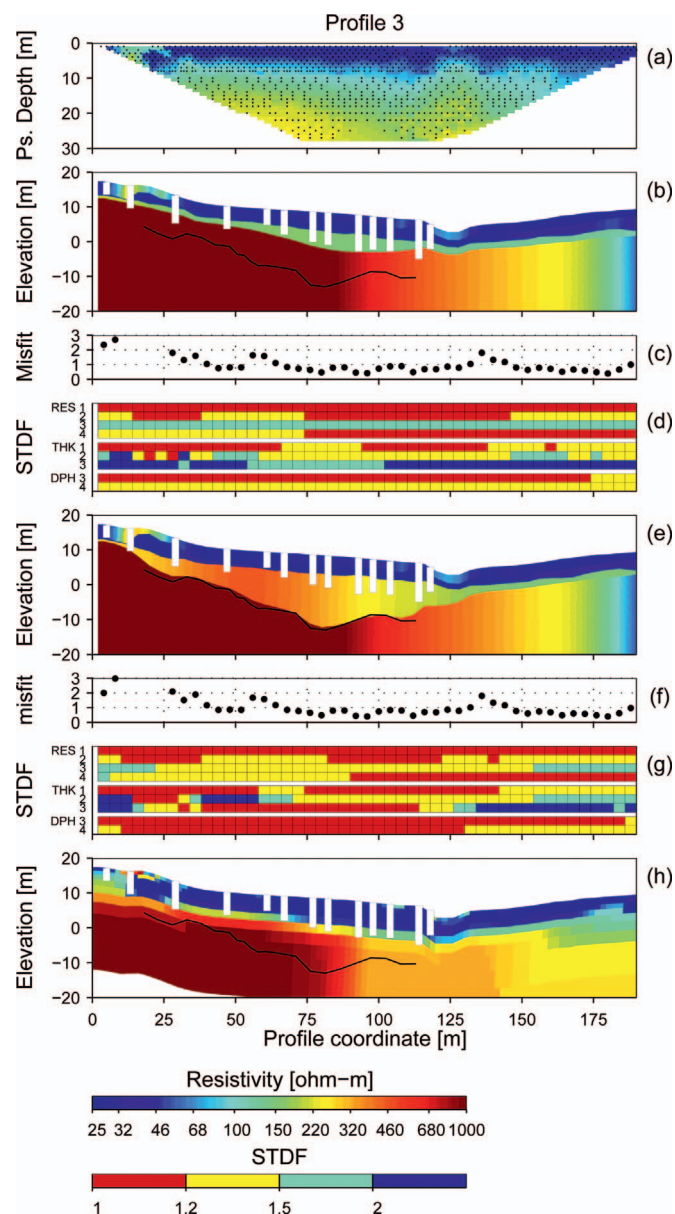 Profile 3
Ps. Depth [m]
0
10
20
30
(a)
Elevation [m]
20
10
0
−10
−20
(b)
Misfit
3
2
1
0
(c)
STDF
RES 1
2
3
4
THK 1
2
3
DPH 3
4
(d)
Elevation [m]
20
10
0
−10
−20
(e)
misfit
3
2
1
0
(f)
STDF
RES 1
2
3
4
THK 1
2
3
DPH 3
4
(g)
Elevation [m]
20
10
0
−10
−20
(h)
0 25 50 75 100 125 150 175
Profile coordinate [m]
Resistivity [ohm−m]
25 32 46 68 100 150 220 320 460 680 1000
STDF
1 1.2 1.5 2